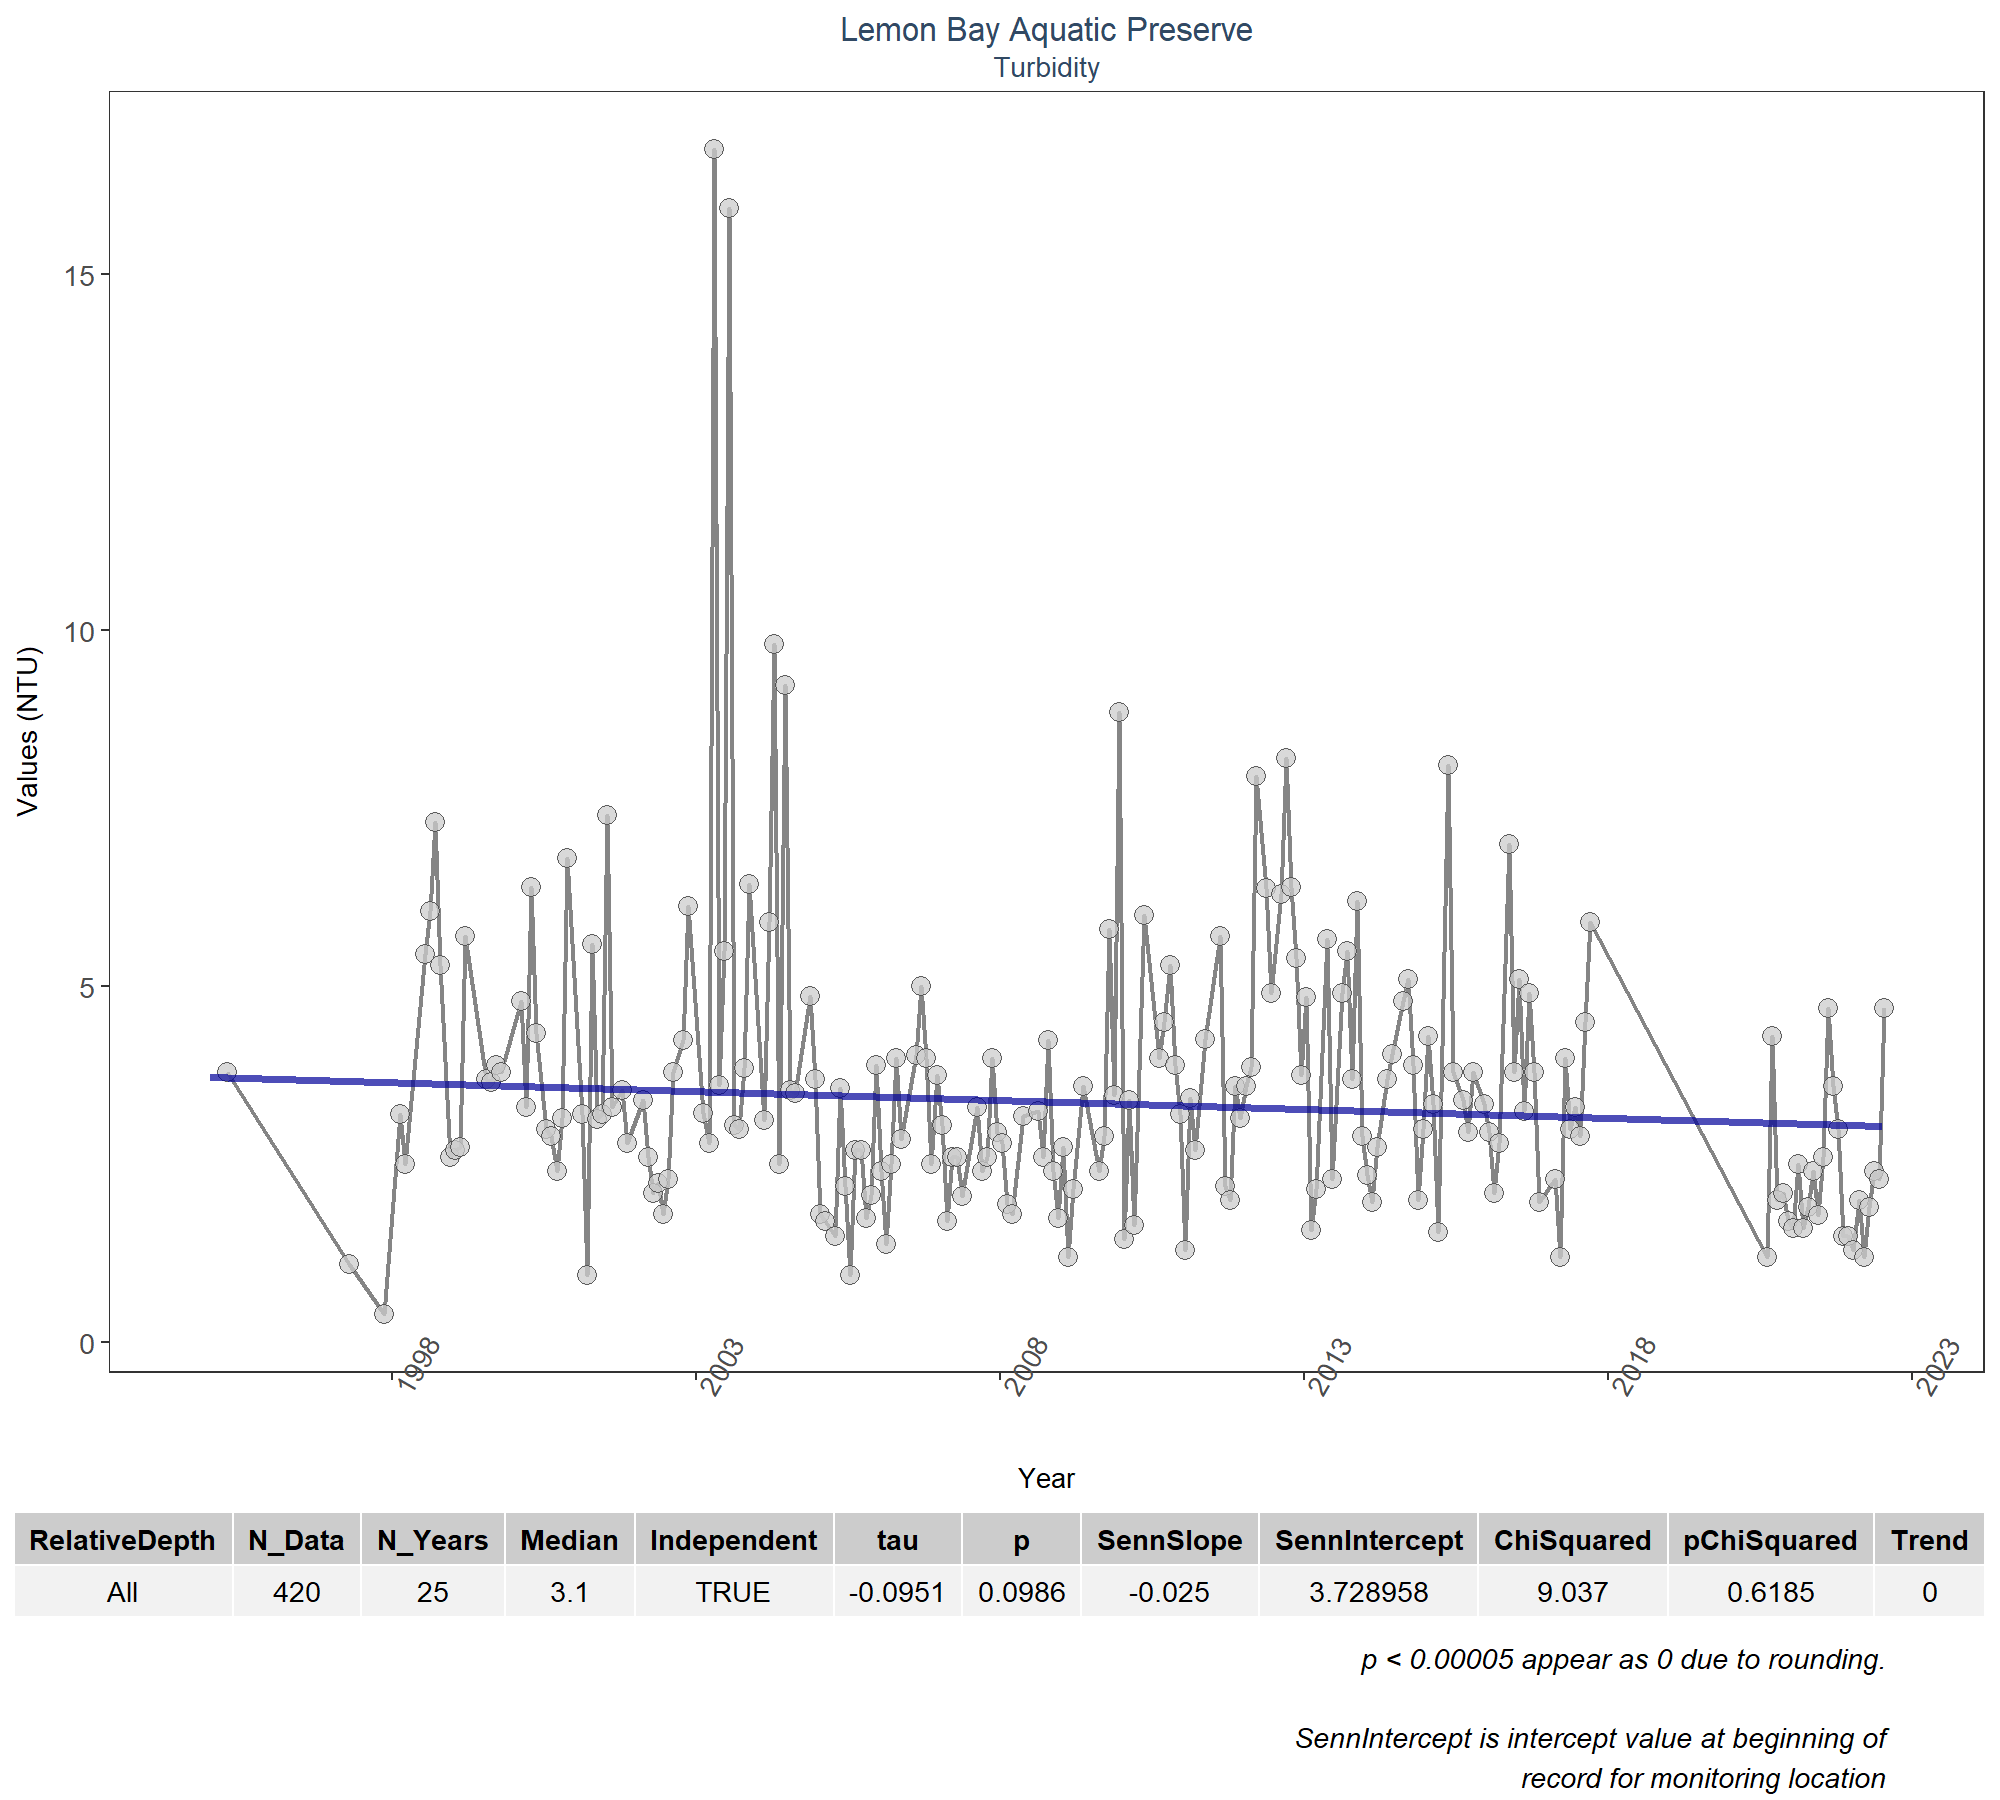 Lemon Bay Aquatic Preserve
Turbidity
Values (NTU)
15
10
5
0
1998 2003 2008 2013 2018 2023
Year
RelativeDepth N_Data N_Years Median Independent tau p SennSlope SennIntercept ChiSquared pChiSquared Trend
All 420 25 3.1 TRUE -0.0951 0.0986 -0.025 3.728958 9.037 0.6185 0
p < 0.00005 appear as 0 due to rounding.
SennIntercept is intercept value at beginning of
record for monitoring location